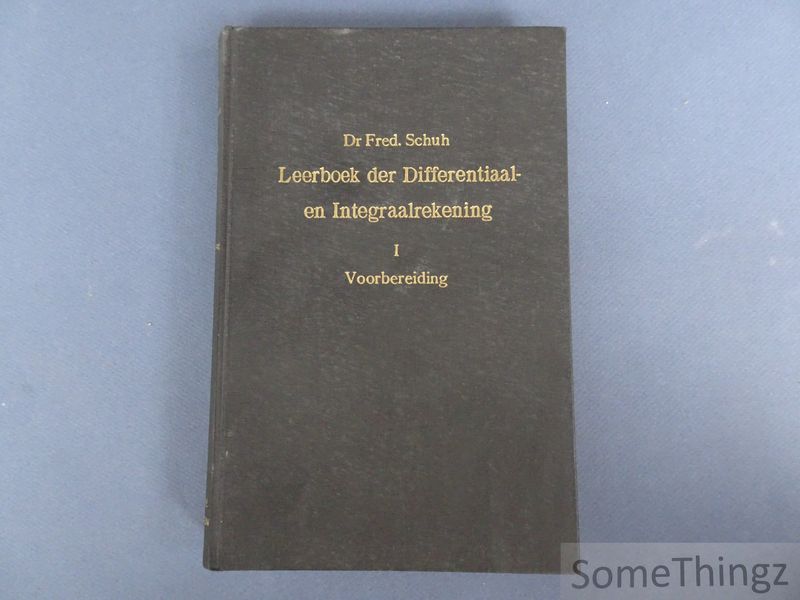 Dr Fred. Schuh
Leerboek der Differentiaal-
en Integraalrekening
I
Voorbereiding
SomeThingz